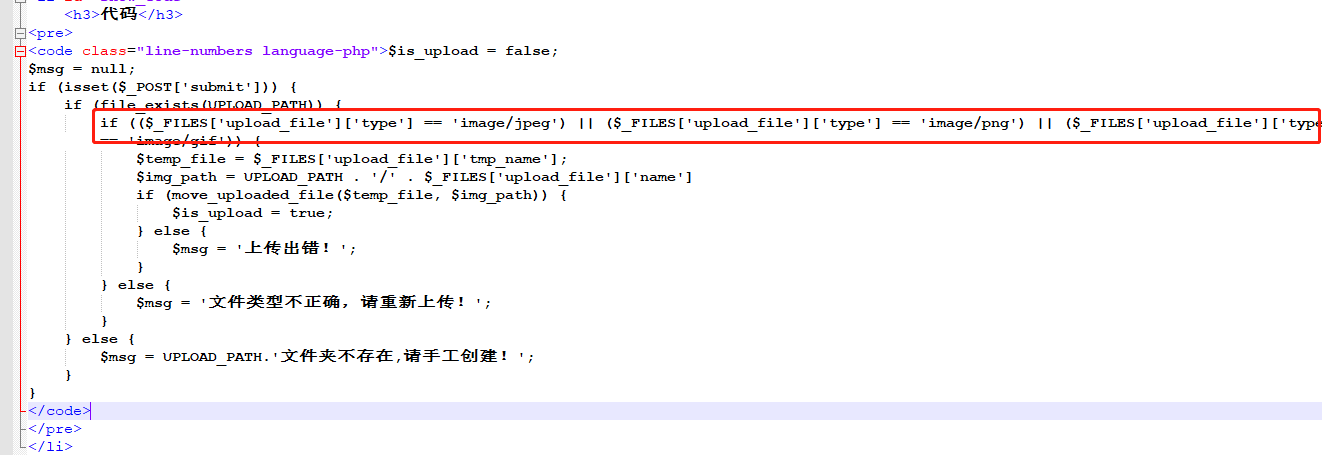 <h3>代码</h3>
<pre>
<code class="line-numbers language-php">$is_upload = false;
$msg = null;
if (isset($_POST['submit'])) {
if (file_exists(UPLOAD_PATH)) {
if (($_FILES['upload_file']['type'] == 'image/jpeg') || ($_FILES['upload_file']['type'] == 'image/png') || ($_FILES['upload_file']['type
== 'image/gif')) {
$temp_file = $_FILES['upload_file']['tmp_name'];
$img_path = UPLOAD_PATH . '/' . $_FILES['upload_file']['name']
if (move_uploaded_file($temp_file, $img_path)) {
$is_upload = true;
} else {
$msg = '上传出错！';
}
} else {
$msg = '文件类型不正确，请重新上传！';
}
} else {
$msg = UPLOAD_PATH.'文件夹不存在,请手工创建！';
}
}
</code>
</pre>
</li>